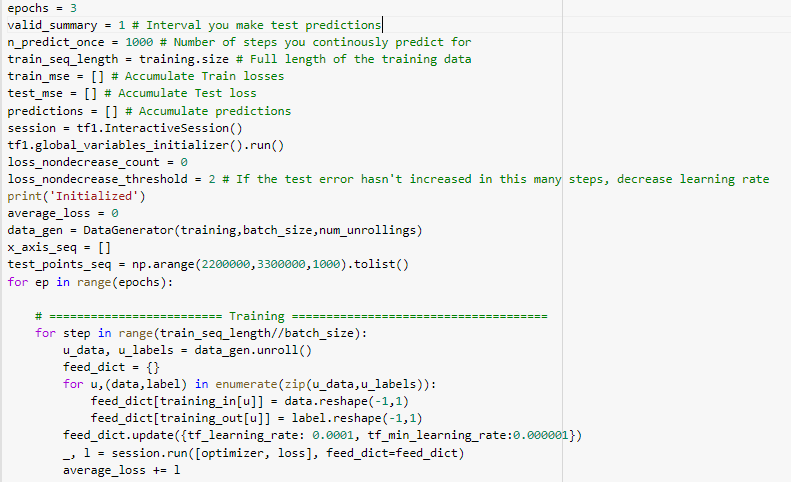 epochs = 3
valid_summary = 1 # Interval you make test predictions
n_predict_once = 1000 # Number of steps you continously predict for
train_seq_length = training.size # Full length of the training data
train_mse = [] # Accumulate Train losses
test_mse = [] # Accumulate Test loss
predictions = [] # Accumulate predictions
session = tf1.InteractiveSession()
tf1.global_variables_initializer().run()
loss_nondecrease_count = 0
loss_nondecrease_threshold = 2 # If the test error hasn't increased in this many steps, decrease learning rate
print('Initialized')
average_loss = 0
data_gen = DataGenerator(training,batch_size,num_unrollings)
x_axis_seq = []
test_points_seq = np.arange(2200000,3300000,1000).tolist()
for ep in range(epochs):
    # ========================= Training =====================================
    for step in range(train_seq_length//batch_size):
        u_data, u_labels = data_gen.unroll()
        feed_dict = {}
        for u,(data,label) in enumerate(zip(u_data,u_labels)):
            feed_dict[training_in[u]] = data.reshape(-1,1)
            feed_dict[training_out[u]] = label.reshape(-1,1)
        feed_dict.update({tf_learning_rate: 0.0001, tf_min_learning_rate:0.000001})
        _, l = session.run([optimizer, loss], feed_dict=feed_dict)
        average_loss += l